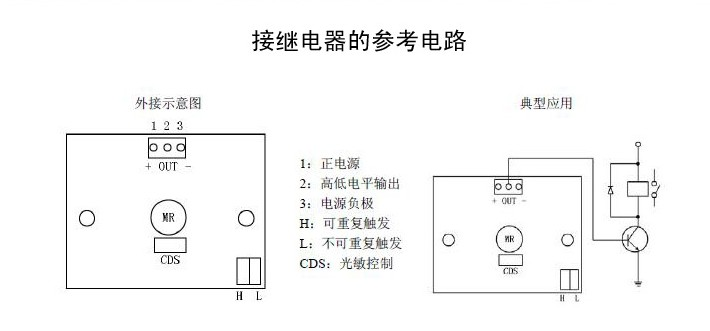 接继电器的参考电路
外接示意图
1 2 3
+ OUT -
MR
CDS
H L
1：正电源
2：高低电平输出
3：电源负极
H：可重复触发
L：不可重复触发
CDS：光敏控制
典型应用
+ OUT -
MR
CDS
H L